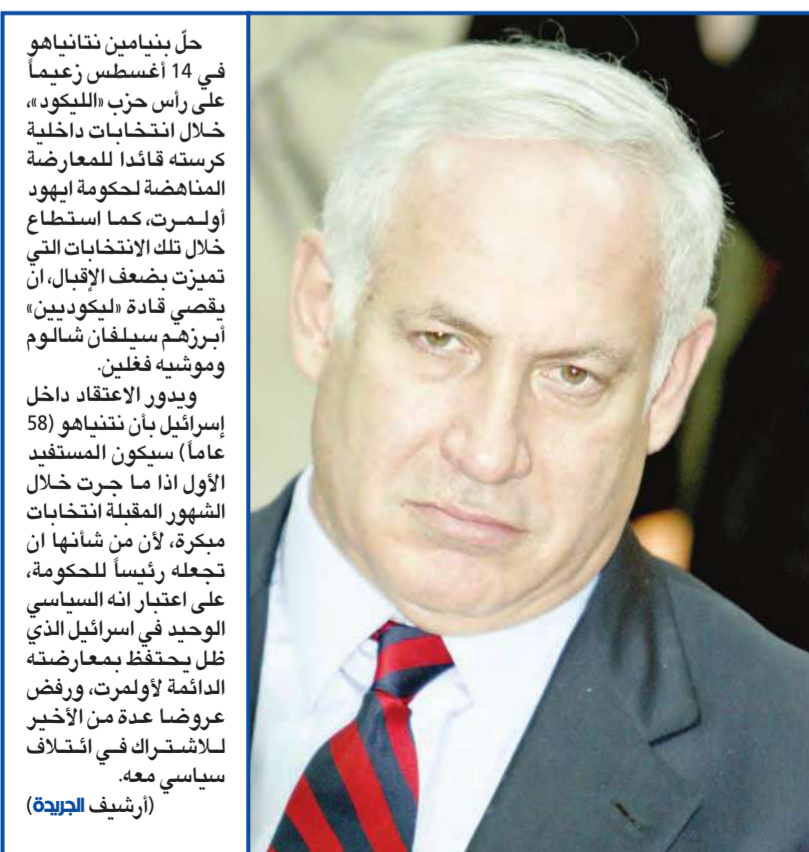 حلّ بنيامين نتانياهو
في 14 أغسطس زعيماً
على رأس حزب «الليكود»،
خلال انتخابات داخلية
كرسته قائدا للمعارضة
المناهضة لحكومة ايهود
أولمرت، كما استطاع
خلال تلك الانتخابات التي
تميزت بضعف الإقبال، ان
يقصي قادة «ليكوديين»
أبرزهم سيلفان شالوم
وموشيه فغلين.
ويدور الاعتقاد داخل
إسرائيل بأن نتنياهو (58
عاماً) سيكون المستفيد
الأول اذا ما جرت خلال
الشهور المقبلة انتخابات
مبكرة، لأن من شأنها ان
تجعله رئيساً للحكومة،
على اعتبار انه السياسي
الوحيد في اسرائيل الذي
ظل يحتفظ بمعارضته
الدائمة لأولمرت، ورفض
عروضا عدة من الأخير
للاشتراك في ائتلاف
سياسي معه.
(أرشيف الجريدة)